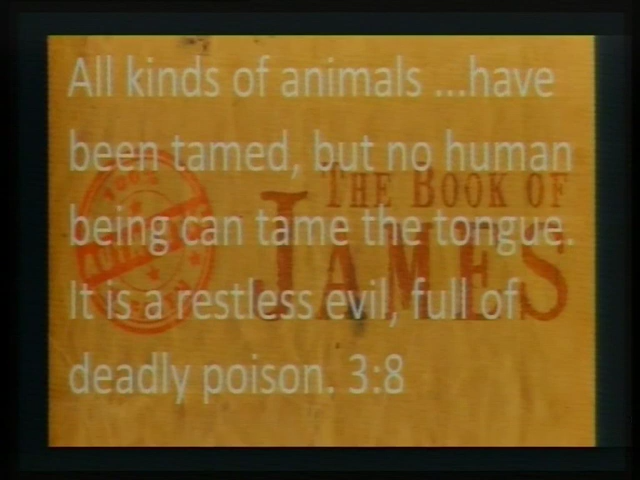 All kinds of animals ...have
been tamed, but no human
100%
THE BOOK OF
being can tame the tongue.
JAMES
It is a restless evil, full of
deadly poison. 3:8